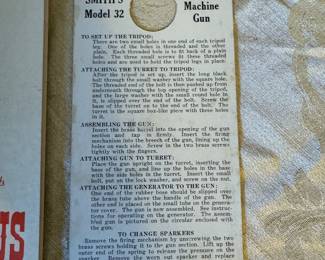 SMITH'S
Model 32
Machine
Gun
TO SET UP THE TRIPOD:
There are two small holes in one end of each tripod
leg. One of the holes is threaded and the other
plain. Each threaded hole is to fit back of a plain
hole. The three small screws fit these threaded
holes and are used to hold the tripod legs in place.
ATTACHING THE TURRET TO TRIPOD:
After the tripod is set up, insert the long black
bolt through the small washer with the square hole.
The threaded end of the bolt is then pushed up from
underneath through the top opening of the tripod,
and the large washer with the small round hole in
it, is slipped over the end of the bolt. Screw the
base of the turret up to the end of the bolt. The
turret is the square box-like piece with three holes
in it.
ASSEMBLING THE GUN:
Insert the brass barrel into the opening of the gun
section and tap in firmly. Insert the firing
mechanism into the breech of the gun, lining up the
holes on each side. Screw in the two brass screws
tightly with the fingers.
ATTACHING GUN TO TURRET:
Place the gun upright on the turret, inserting the
base of the gun, and line up the holes in the base
with the side holes in the turret. Insert the small
bolt, put on the lock washer, and screw on the nut.
ATTACHING THE GENERATOR TO THE GUN:
One end of the rubber hose should be slipped over
the brass tube above the handle of the gun. The
other end is placed on the small tube on the genera-
tor cover. The gun is now assembled. See instruc-
tions for operating on the generator. The assem-
bled gun is pictured on the circular enclosed with
the gun.
TO CHANGE SPARKERS
Remove the firing mechanism by unscrewing the two
brass screws holding it to the gun section. Lift up the
outer end of the spring to release the pressure on the
sparker. Remove the worn out sparker and replace
US